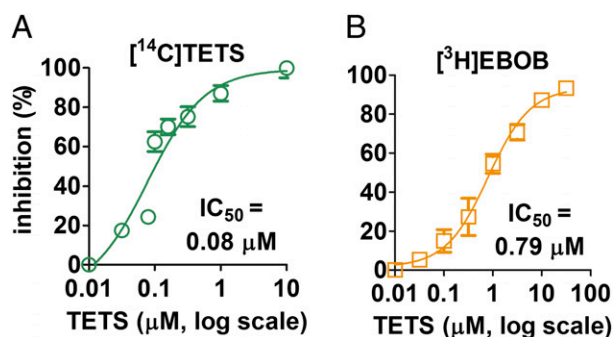 A
[14C]TETS
100
80
60
40
20
0
inhibition (%)
IC50 =
0.08 μM
0.01 0.1 1 10
TETS (μM, log scale)
B
[3H]EBOB
100
80
60
40
20
0
IC50 =
0.79 μM
0.01 0.1 1 10 100
TETS (μM, log scale)